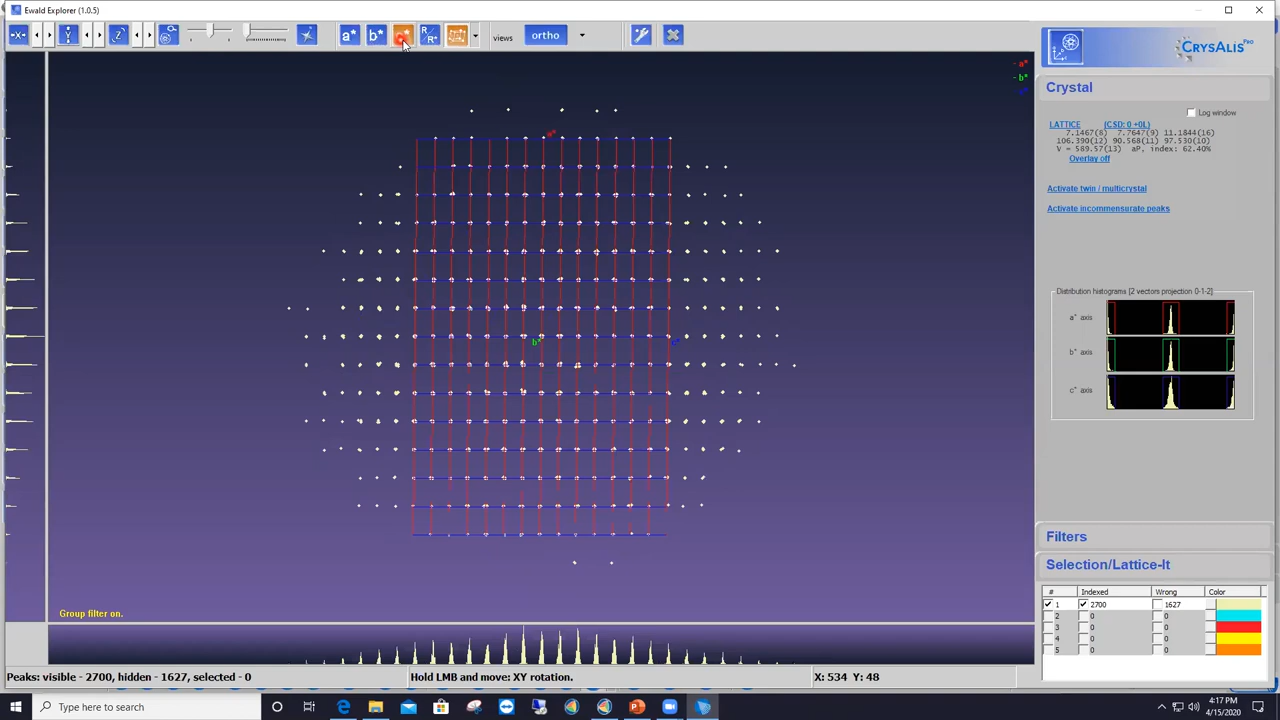 Ewald Explorer (1.0.5)
a* b* R/R* views ortho
CRYSALIS PRO
- a*
- b*
Crystal
Log window
LATTICE (CSD: 0 +0L)
7.1467(8) 7.7647(9) 11.1844(16)
106.390(12) 90.568(11) 97.530(10)
V = 589.57(13) aP, index: 62.40%
Overlay off
Activate twin / multicrystal
Activate incommensurate peaks
a*
b*
c*
Distribution histograms [2 vectors projection 0-1-2]
a* axis
b* axis
c* axis
Filters
Selection/Lattice-It
# Indexed Wrong Color
1 2700 1627
2 0 0
3 0 0
4 0 0
5 0 0
Group filter on.
Peaks: visible - 2700, hidden - 1627, selected - 0 Hold LMB and move: XY rotation. X: 534 Y: 48
Type here to search
4:17 PM
4/15/2020